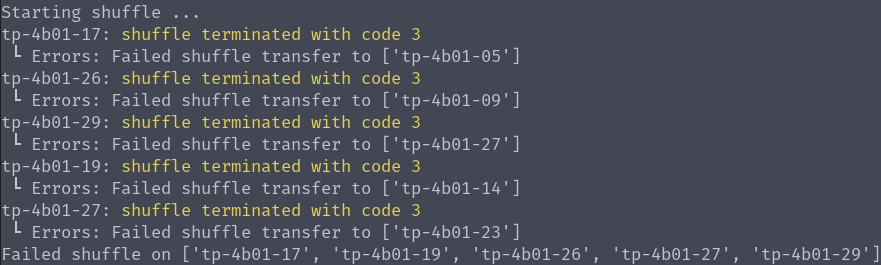 Starting shuffle ...
tp-4b01-17: shuffle terminated with code 3
┗ Errors: Failed shuffle transfer to ['tp-4b01-05']
tp-4b01-26: shuffle terminated with code 3
┗ Errors: Failed shuffle transfer to ['tp-4b01-09']
tp-4b01-29: shuffle terminated with code 3
┗ Errors: Failed shuffle transfer to ['tp-4b01-27']
tp-4b01-19: shuffle terminated with code 3
┗ Errors: Failed shuffle transfer to ['tp-4b01-14']
tp-4b01-27: shuffle terminated with code 3
┗ Errors: Failed shuffle transfer to ['tp-4b01-23']
Failed shuffle on ['tp-4b01-17', 'tp-4b01-19', 'tp-4b01-26', 'tp-4b01-27', 'tp-4b01-29']